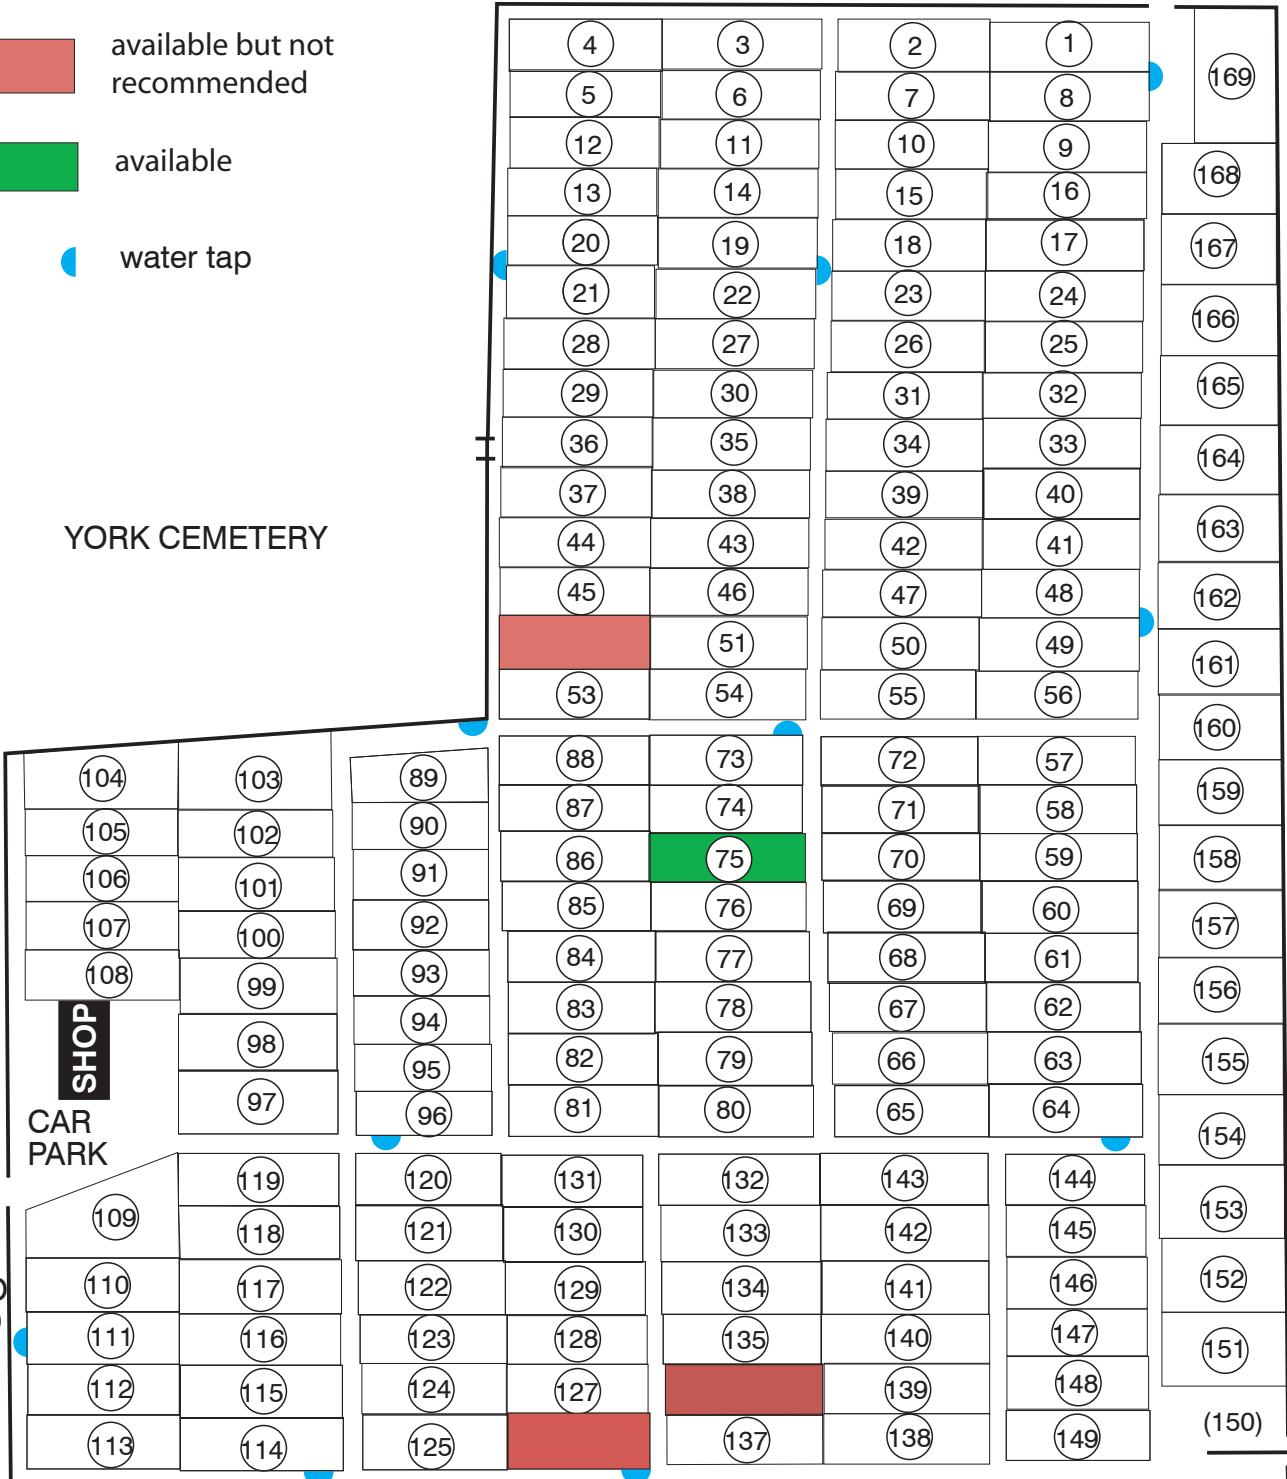 available but not
recommended
available
water tap
4 3 2 1
169
5 6 7 8
12 11 10 9
168
13 14 15 16
20 19 18 17
167
21 22 23 24
166
28 27 26 25
29 30 31 32
165
36 35 34 33
164
37 38 39 40
163
YORK CEMETERY
44 43 42 41
45 46 47 48
162
51 50 49
161
53 54 55 56
160
104 103 89 88 73 72 57
159
105 102 90 87 74 71 58
106 101 91 86 75 70 59
158
107 100 92 85 76 69 60
157
108 99 93 84 77 68 61
156
SHOP
98 94 83 78 67 62
155
95 82 79 66 63
97 96 81 80 65 64
154
CAR
PARK
119 120 131 132 143 144
153
109 118 121 130 133 142 145
152
110 117 122 129 134 141 146
111 116 123 128 135 140 147
151
112 115 124 127 139 148
(150)
113 114 125 137 138 149